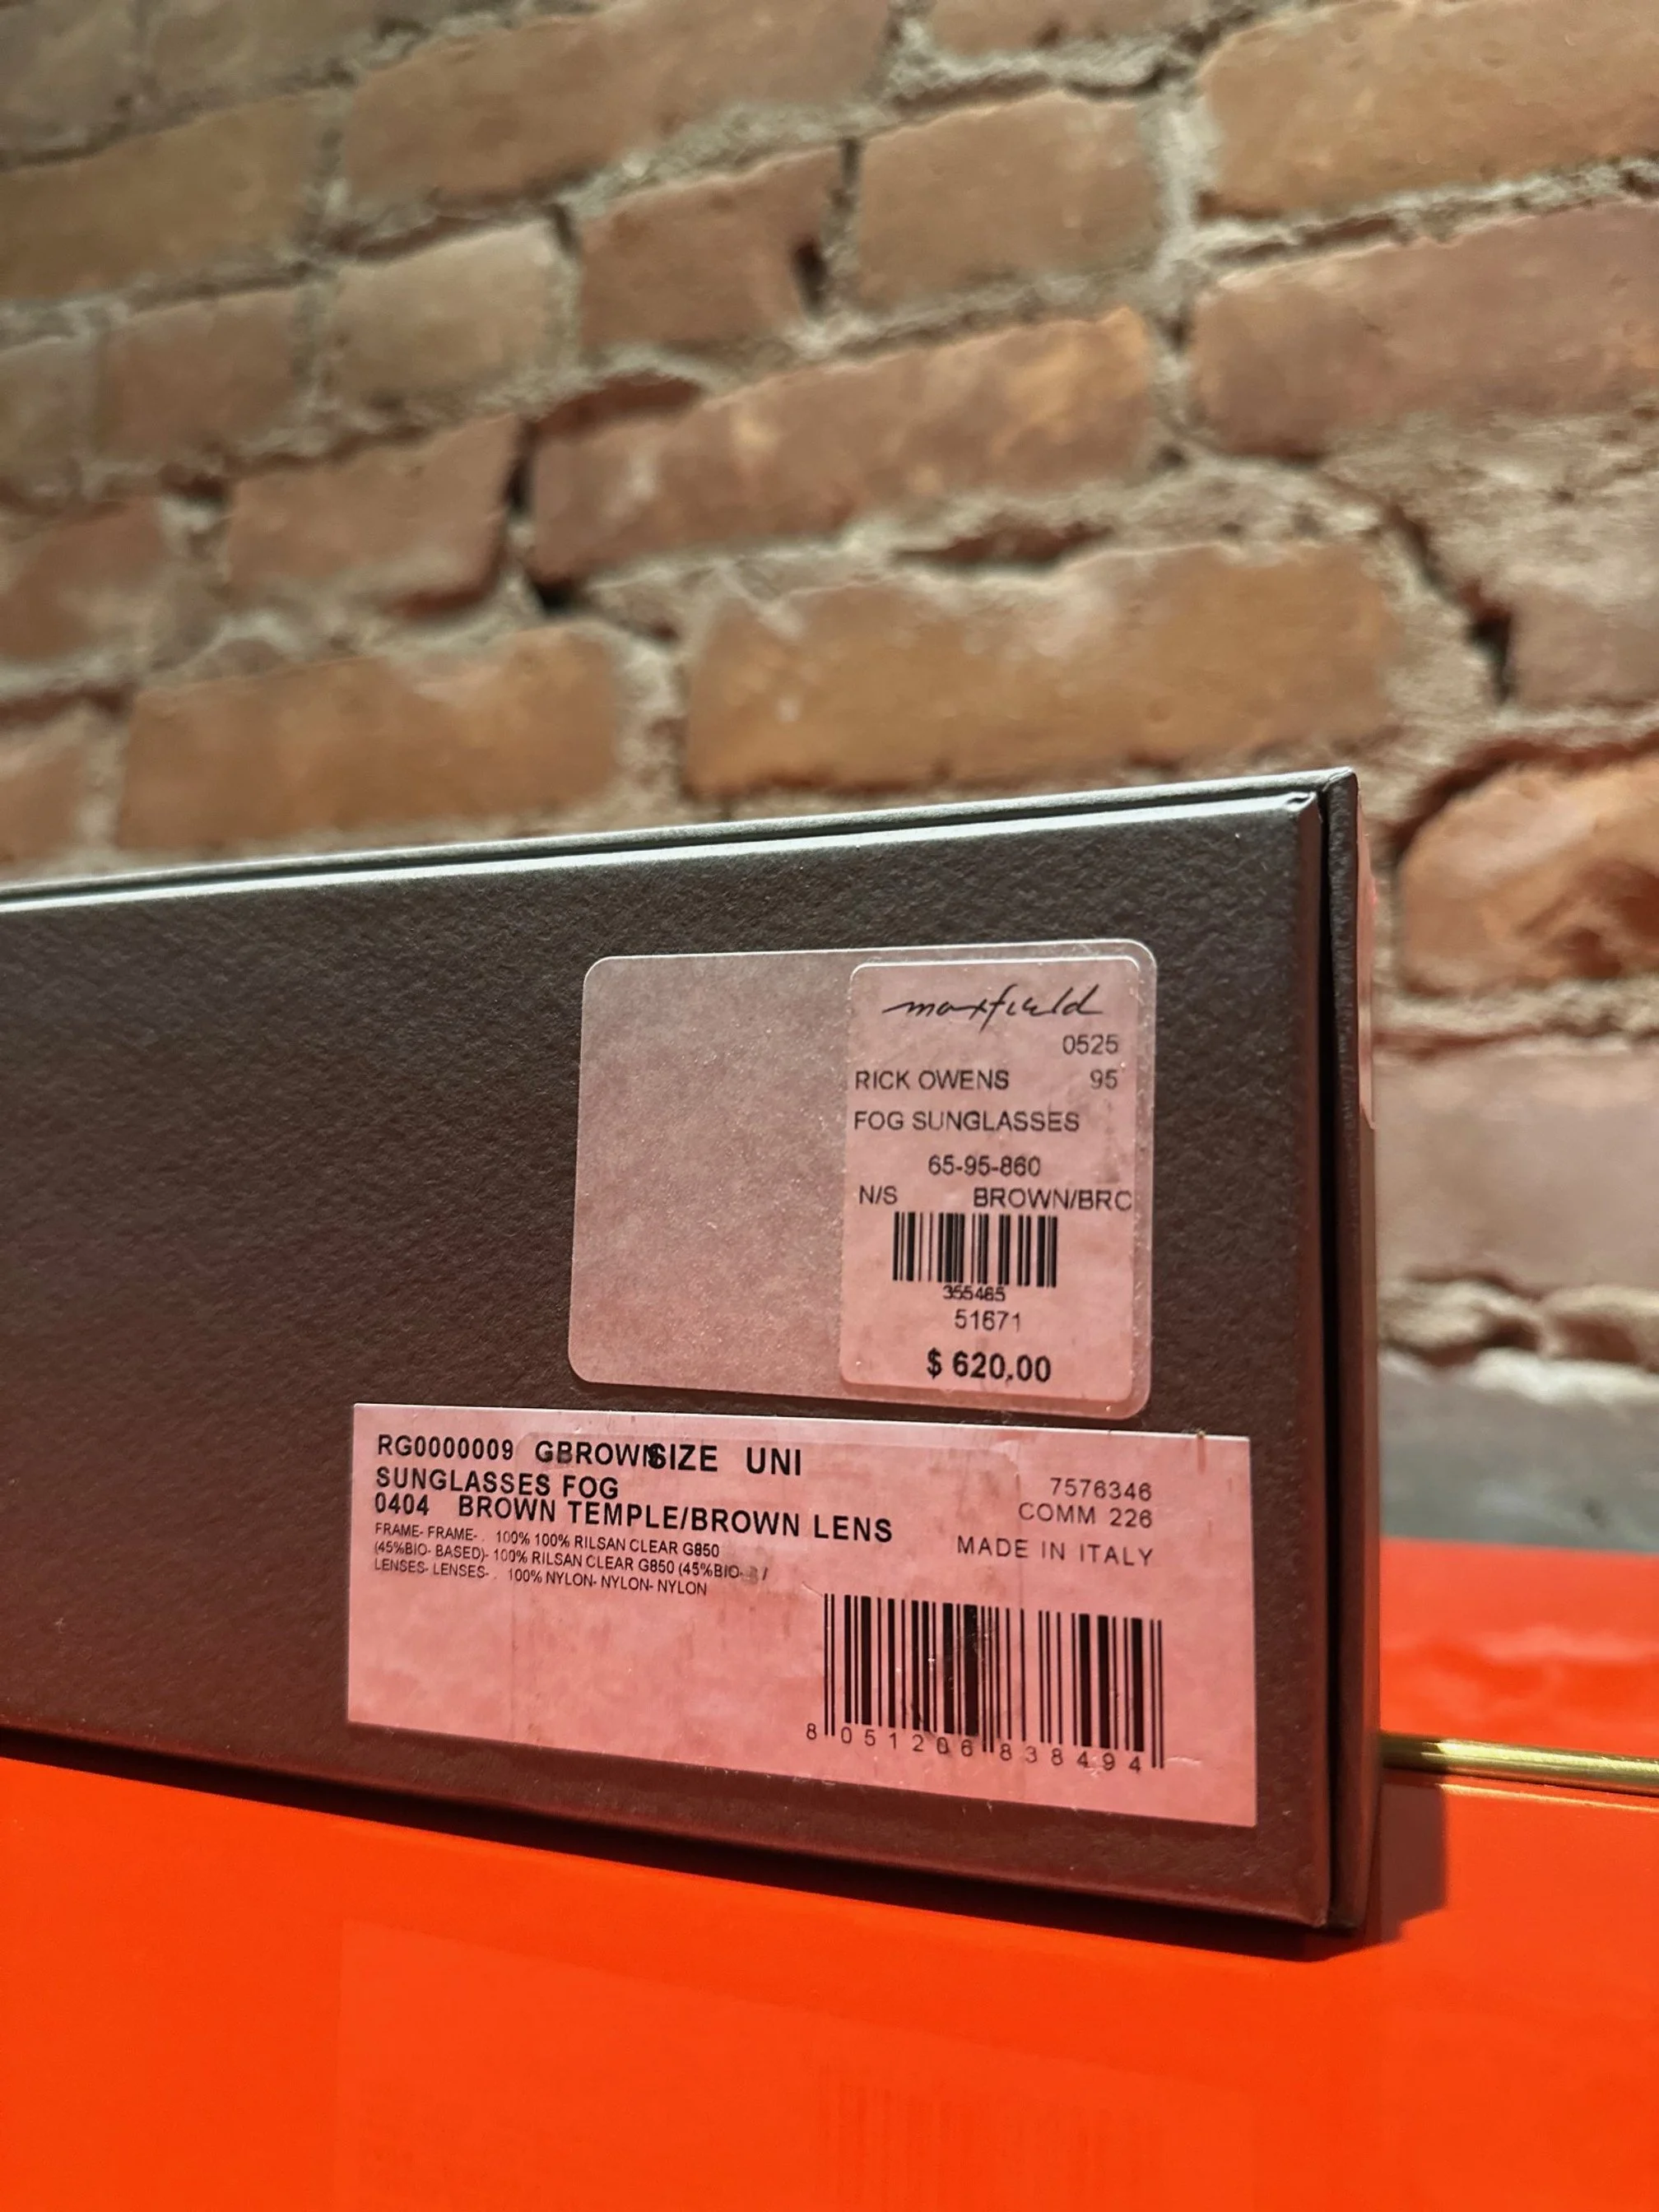 maxfield
0525
RICK OWENS 95
FOG SUNGLASSES
65-95-860
N/S BROWN/BRO
355465
51671
$ 620.00
RG0000009 GBROWNSIZE UNI
SUNGLASSES FOG
0404 BROWN TEMPLE/BROWN LENS
FRAME- FRAME- . 100% 100% RILSAN CLEAR G850
(45%BIO- BASED)- 100% RILSAN CLEAR G850 (45%BIO-
LENSES- LENSES- . 100% NYLON- NYLON- NYLON
7576346
COMM 226
MADE IN ITALY
8 051206 838494